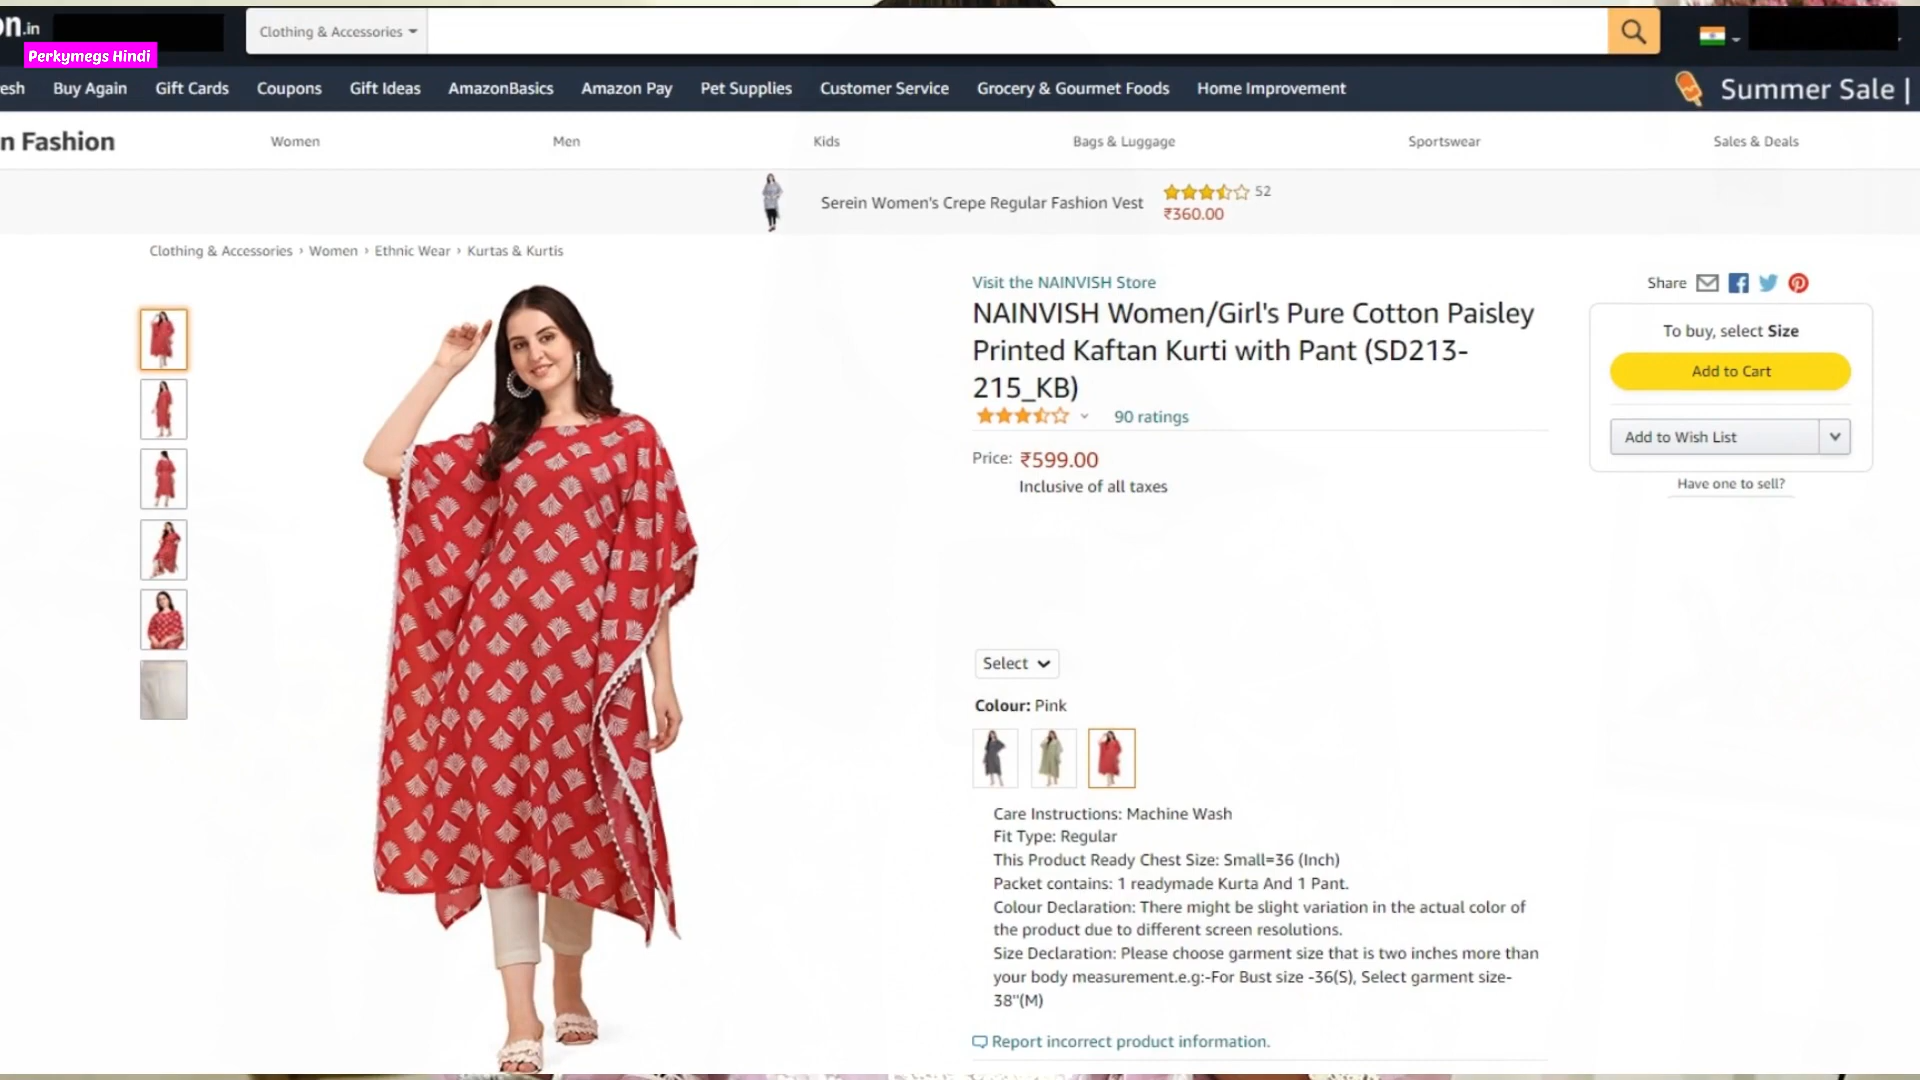 on.in
Perkymegs Hindi
Clothing & Accessories
esh Buy Again Gift Cards Coupons Gift Ideas AmazonBasics Amazon Pay Pet Supplies Customer Service Grocery & Gourmet Foods Home Improvement Summer Sale |
n Fashion Women Men Kids Bags & Luggage Sportswear Sales & Deals
Serein Women's Crepe Regular Fashion Vest 52
₹360.00
Clothing & Accessories › Women › Ethnic Wear › Kurtas & Kurtis
Visit the NAINVISH Store
NAINVISH Women/Girl's Pure Cotton Paisley
Printed Kaftan Kurti with Pant (SD213-
215_KB)
90 ratings
Price: ₹599.00
Inclusive of all taxes
Select
Colour: Pink
Care Instructions: Machine Wash
Fit Type: Regular
This Product Ready Chest Size: Small=36 (Inch)
Packet contains: 1 readymade Kurta And 1 Pant.
Colour Declaration: There might be slight variation in the actual color of
the product due to different screen resolutions.
Size Declaration: Please choose garment size that is two inches more than
your body measurement.e.g:-For Bust size -36(S), Select garment size-
38"(M)
Report incorrect product information.
Share
To buy, select Size
Add to Cart
Add to Wish List
Have one to sell?